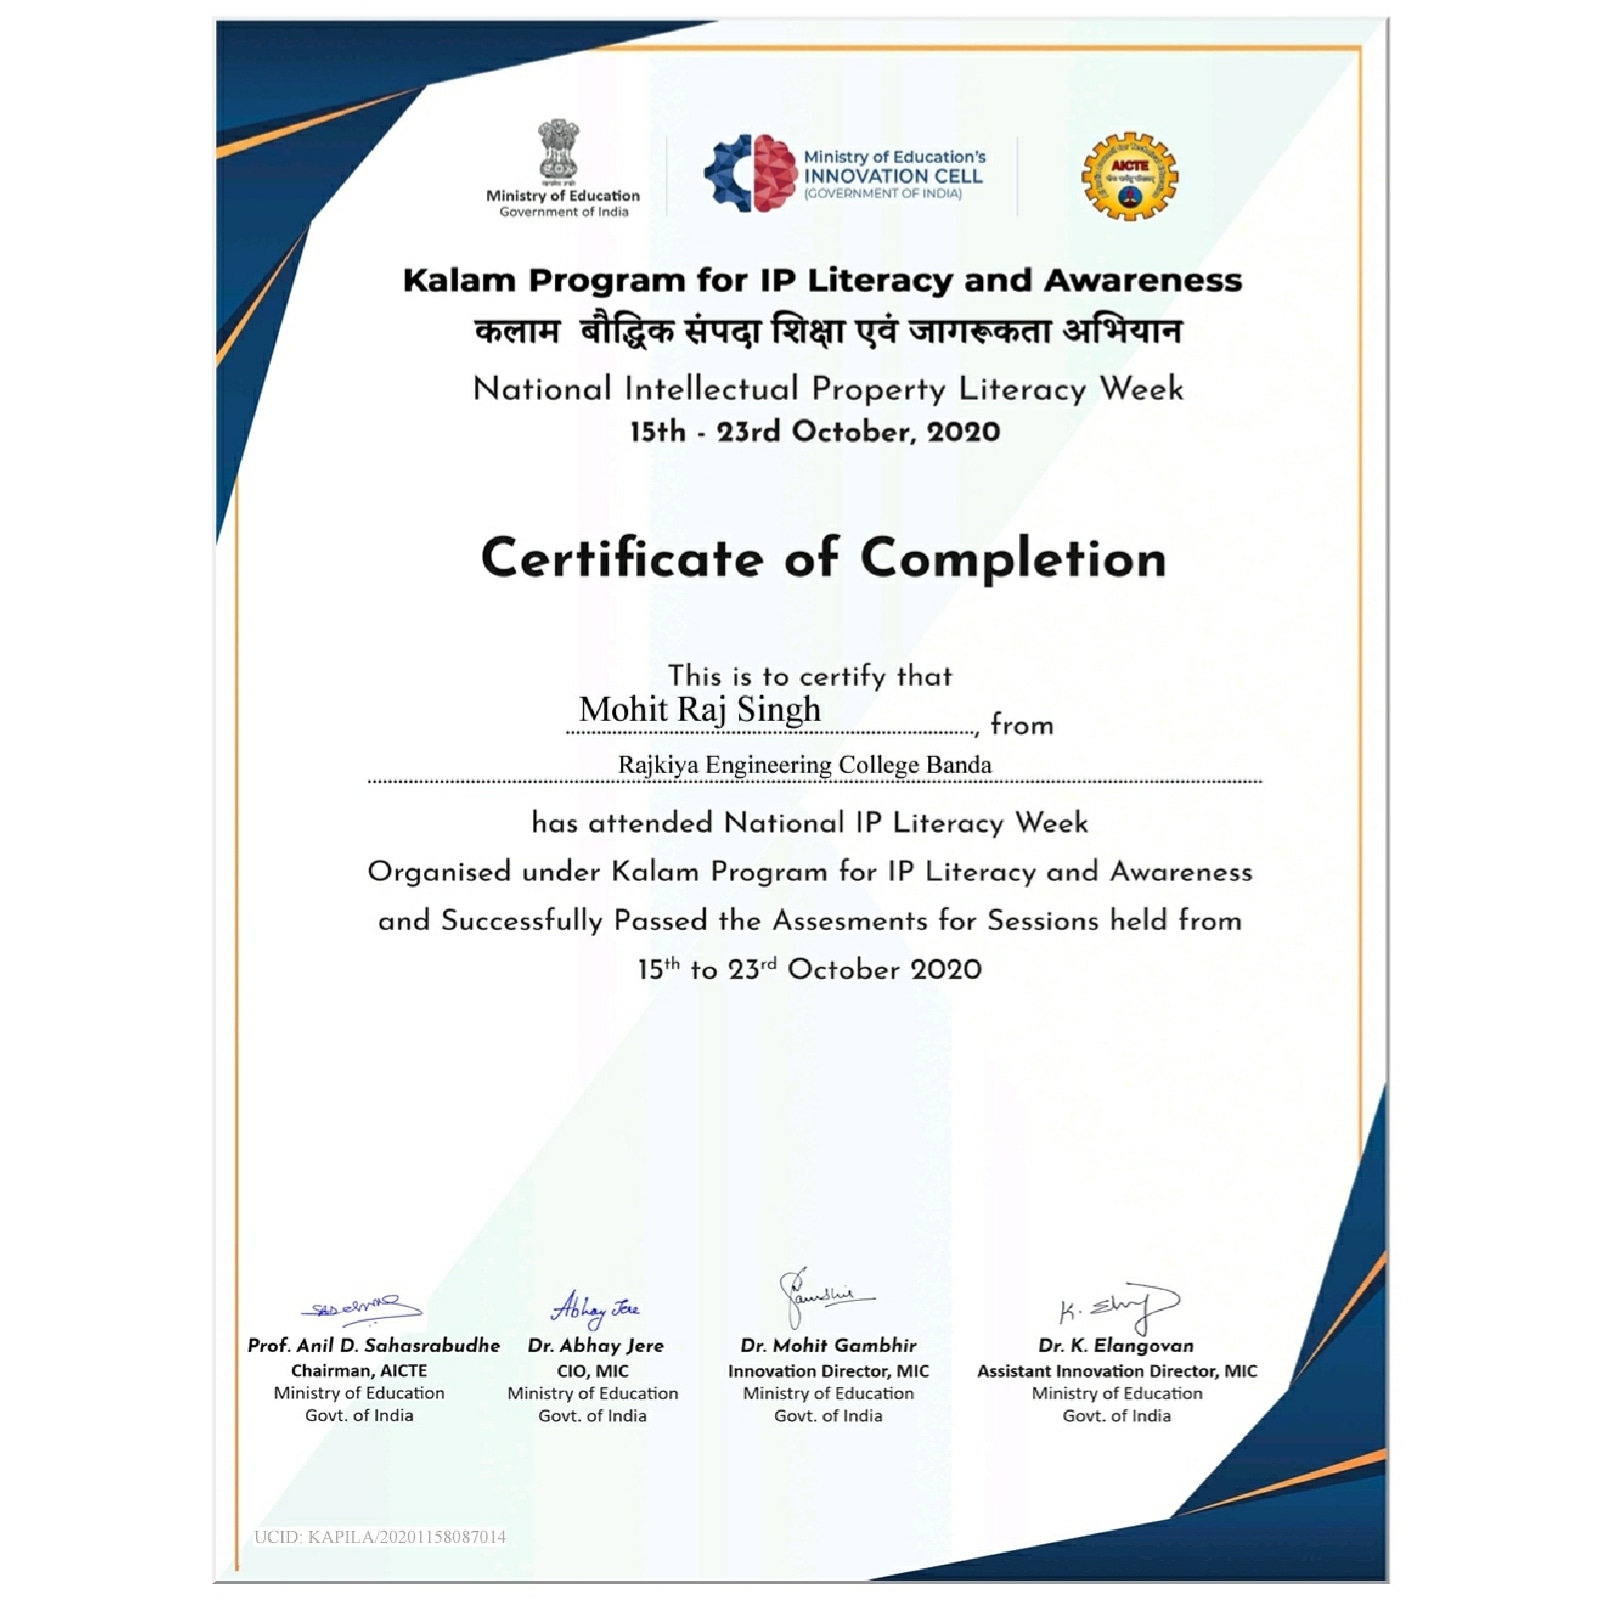 Ministry of Education
Government of India
Ministry of Education's
INNOVATION CELL
(GOVERNMENT OF INDIA)
AICTE
Kalam Program for IP Literacy and Awareness
कलाम बौद्धिक संपदा शिक्षा एवं जागरूकता अभियान
National Intellectual Property Literacy Week
15th - 23rd October, 2020
Certificate of Completion
This is to certify that
Mohit Raj Singh, from
Rajkiya Engineering College Banda
has attended National IP Literacy Week
Organised under Kalam Program for IP Literacy and Awareness
and Successfully Passed the Assesments for Sessions held from
15th to 23rd October 2020
Abhay Jere
Prof. Anil D. Sahasrabudhe
Chairman, AICTE
Ministry of Education
Govt. of India
Dr. Abhay Jere
CIO, MIC
Ministry of Education
Govt. of India
Dr. Mohit Gambhir
Innovation Director, MIC
Ministry of Education
Govt. of India
Dr. K. Elangovan
Assistant Innovation Director, MIC
Ministry of Education
Govt. of India
UCID: KAPILA/20201158087014